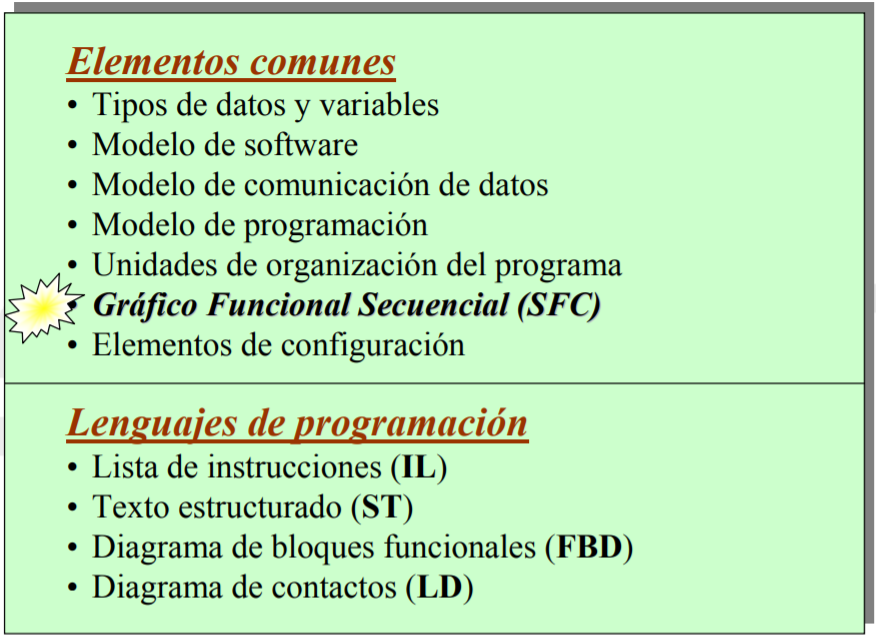 Elementos comunes
• Tipos de datos y variables
• Modelo de software
• Modelo de comunicación de datos
• Modelo de programación
• Unidades de organización del programa
• Gráfico Funcional Secuencial (SFC)
• Elementos de configuración
Lenguajes de programación
• Lista de instrucciones (IL)
• Texto estructurado (ST)
• Diagrama de bloques funcionales (FBD)
• Diagrama de contactos (LD)